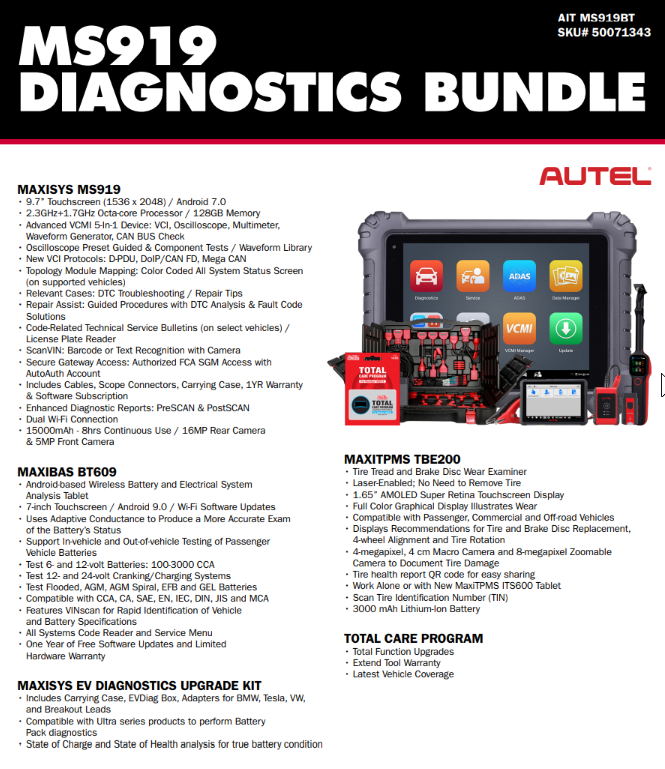 AIT MS919BT
SKU# 50071343
MS919
DIAGNOSTICS BUNDLE
AUTEL®
MAXISYS MS919
• 9.7" Touchscreen (1536 x 2048) / Android 7.0
• 2.3GHz+1.7GHz Octa-core Processor / 128GB Memory
• Advanced VCMI 5-In-1 Device: VCI, Oscilloscope, Multimeter,
Waveform Generator, CAN BUS Check
• Oscilloscope Preset Guided & Component Tests / Waveform Library
• New VCI Protocols: D-PDU, DoIP/CAN FD, Mega CAN
• Topology Module Mapping: Color Coded All System Status Screen
(on supported vehicles)
• Relevant Cases: DTC Troubleshooting / Repair Tips
• Repair Assist: Guided Procedures with DTC Analysis & Fault Code
Solutions
• Code-Related Technical Service Bulletins (on select vehicles) /
License Plate Reader
• ScanVIN: Barcode or Text Recognition with Camera
• Secure Gateway Access: Authorized FCA SGM Access with
AutoAuth Account
• Includes Cables, Scope Connectors, Carrying Case, 1YR Warranty
& Software Subscription
• Enhanced Diagnostic Reports: PreSCAN & PostSCAN
• Dual Wi-Fi Connection
• 15000mAh - 8hrs Continuous Use / 16MP Rear Camera
& 5MP Front Camera
MAXIBAS BT609
• Android-based Wireless Battery and Electrical System
Analysis Tablet
• 7-inch Touchscreen / Android 9.0 / Wi-Fi Software Updates
• Uses Adaptive Conductance to Produce a More Accurate Exam
of the Battery's Status
• Support In-vehicle and Out-of-vehicle Testing of Passenger
Vehicle Batteries
• Test 6- and 12-volt Batteries: 100-3000 CCA
• Test 12- and 24-volt Cranking/Charging Systems
• Test Flooded, AGM, AGM Spiral, EFB and GEL Batteries
• Compatible with CCA, CA, SAE, EN, IEC, DIN, JIS and MCA
• Features VINscan for Rapid Identification of Vehicle
and Battery Specifications
• All Systems Code Reader and Service Menu
• One Year of Free Software Updates and Limited
Hardware Warranty
MAXISYS EV DIAGNOSTICS UPGRADE KIT
• Includes Carrying Case, EVDiag Box, Adapters for BMW, Tesla, VW,
and Breakout Leads
• Compatible with Ultra series products to perform Battery
Pack diagnostics
• State of Charge and State of Health analysis for true battery condition
Diagnostics
Service
ADAS
ADAS
Data Manager
VCMI
VCMI Manager
Update
TOTAL
CARE PROGRAM
TOTAL
CARE PROGRAM
MAXITPMS TBE200
• Tire Tread and Brake Disc Wear Examiner
• Laser-Enabled; No Need to Remove Tire
• 1.65" AMOLED Super Retina Touchscreen Display
• Full Color Graphical Display Illustrates Wear
• Compatible with Passenger, Commercial and Off-road Vehicles
• Displays Recommendations for Tire and Brake Disc Replacement,
4-wheel Alignment and Tire Rotation
• 4-megapixel, 4 cm Macro Camera and 8-megapixel Zoomable
Camera to Document Tire Damage
• Tire health report QR code for easy sharing
• Work Alone or with New MaxiTPMS ITS600 Tablet
• Scan Tire Identification Number (TIN)
• 3000 mAh Lithium-Ion Battery
TOTAL CARE PROGRAM
• Total Function Upgrades
• Extend Tool Warranty
• Latest Vehicle Coverage